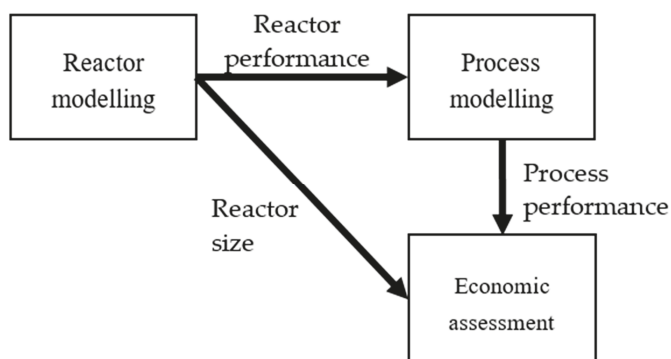 Reactor
modelling
Reactor
performance
Process
modelling
Reactor
size
Process
performance
Economic
assessment